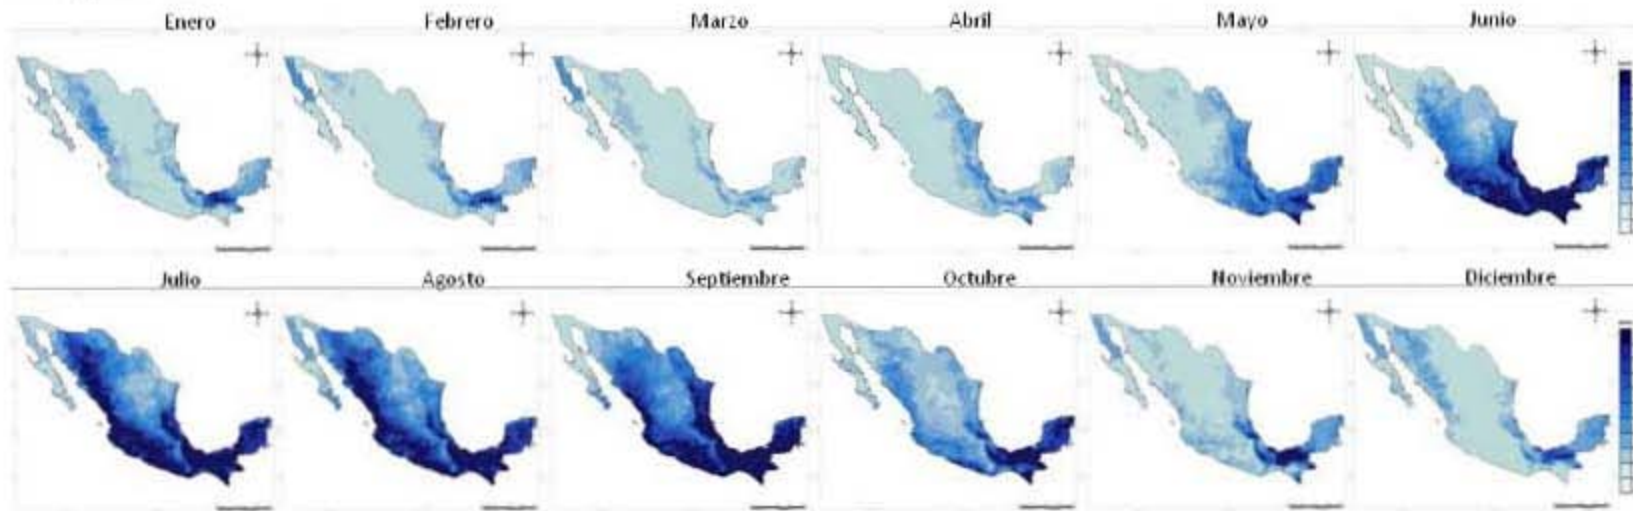 Enero Febrero Marzo Abril Mayo Junio
Julio Agosto Septiembre Octubre Noviembre Diciembre